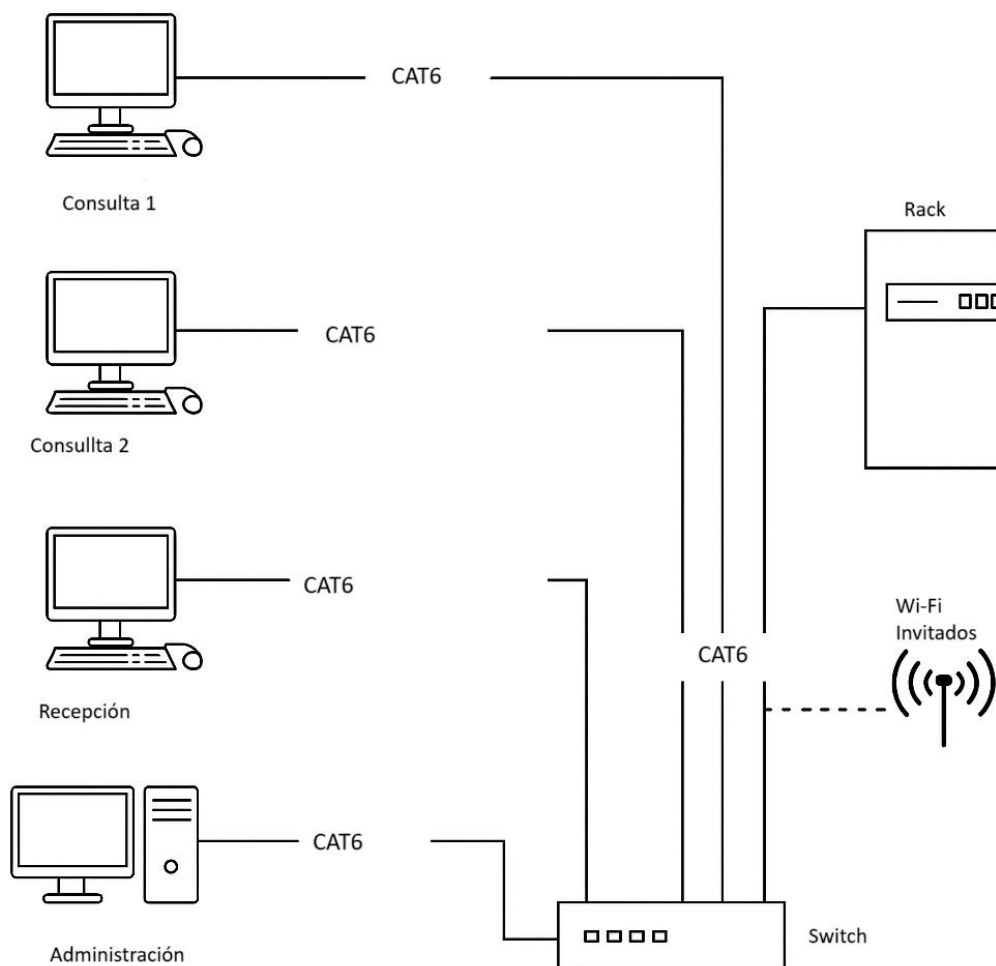 CAT6
Consulta 1
Rack
CAT6
Consullta 2
CAT6
Wi-Fi
Invitados
CAT6
Recepción
CAT6
Switch
Administración